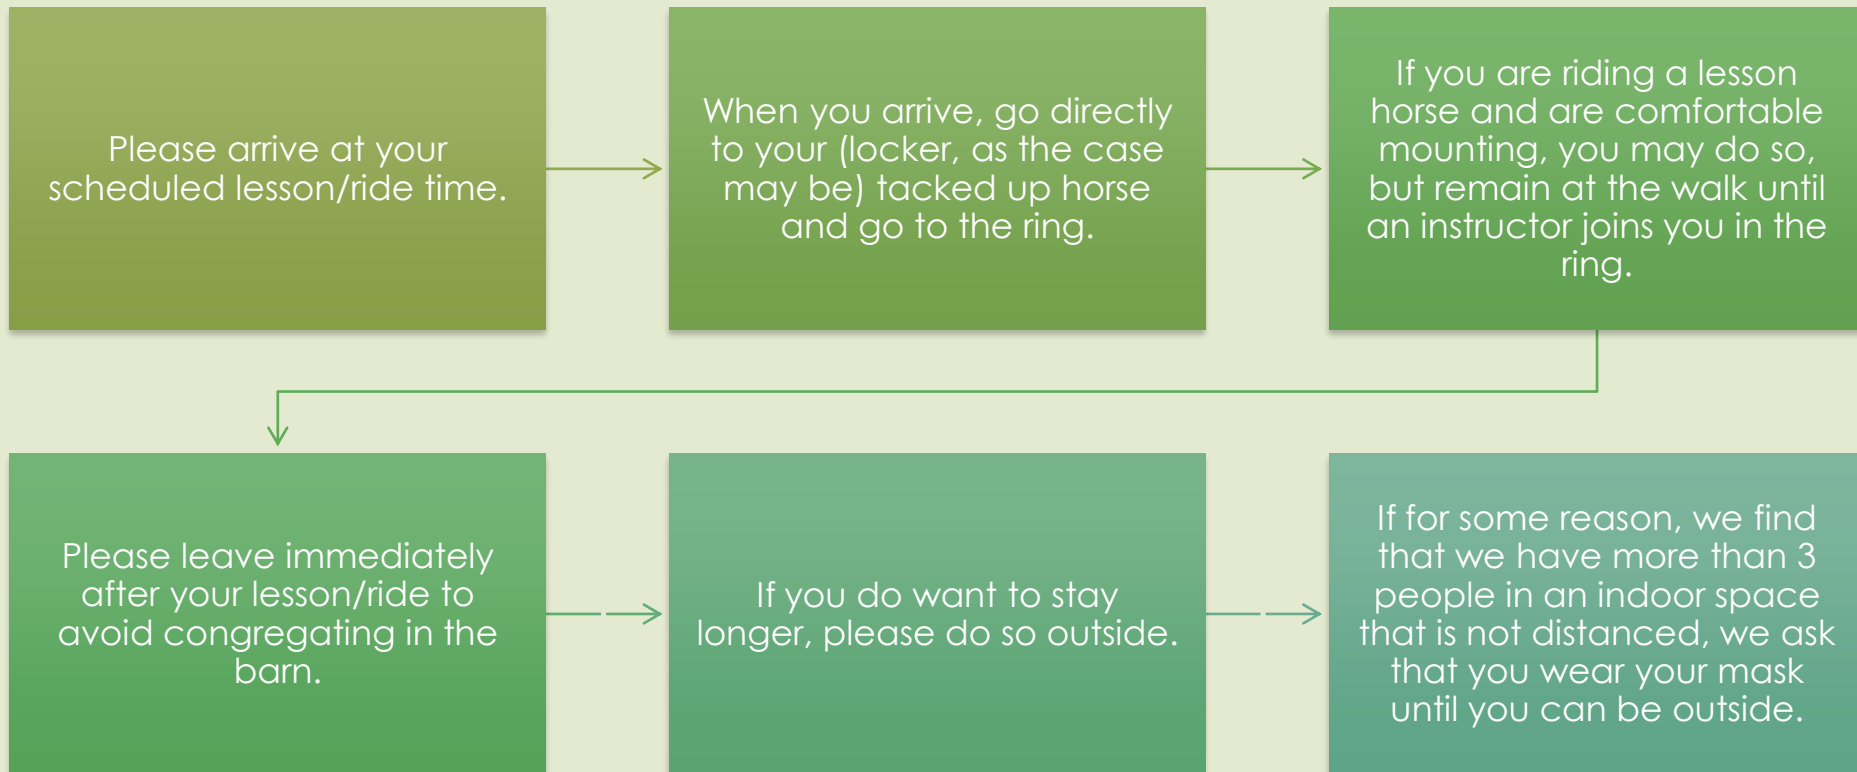 Please arrive at your
scheduled lesson/ride time.
When you arrive, go directly
to your (locker, as the case
may be) tacked up horse
and go to the ring.
If you are riding a lesson
horse and are comfortable
mounting, you may do so,
but remain at the walk until
an instructor joins you in the
ring.
Please leave immediately
after your lesson/ride to
avoid congregating in the
barn.
If you do want to stay
longer, please do so outside.
If for some reason, we find
that we have more than 3
people in an indoor space
that is not distanced, we ask
that you wear your mask
until you can be outside.